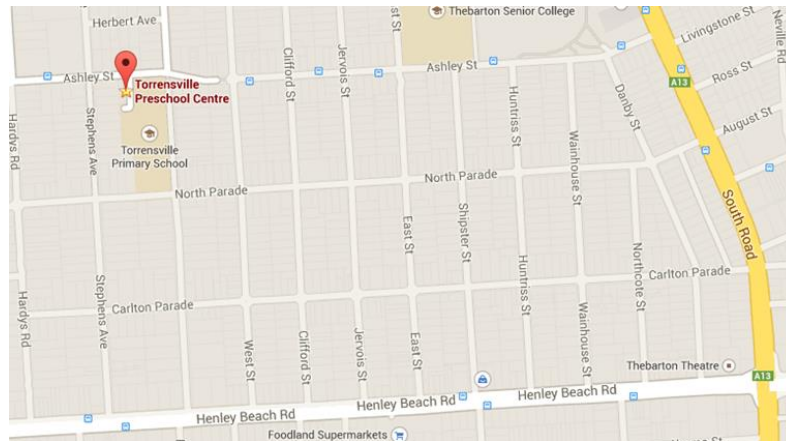 Herbert Ave
Thebarton Senior College
Livingstone St
Neville Rd
Ashley St
Torrensville
Preschool Centre
Clifford St
Jervois St
Ashley St
A13
Ross St
Hardys Rd
Stephens Ave
Torrensville
Primary School
Huntriss St
Wainhouse St
Danby St
August St
North Parade
North Parade
East St
Shipster St
South Road
Hardys Rd
Stephens Ave
Carlton Parade
Carlton Parade
West St
Clifford St
Jervois St
East St
Huntriss St
Wainhouse St
Northcote St
Thebarton Theatre
A13
Henley Beach Rd
Henley Beach Rd
Henley Beach Rd
Foodland Supermarkets